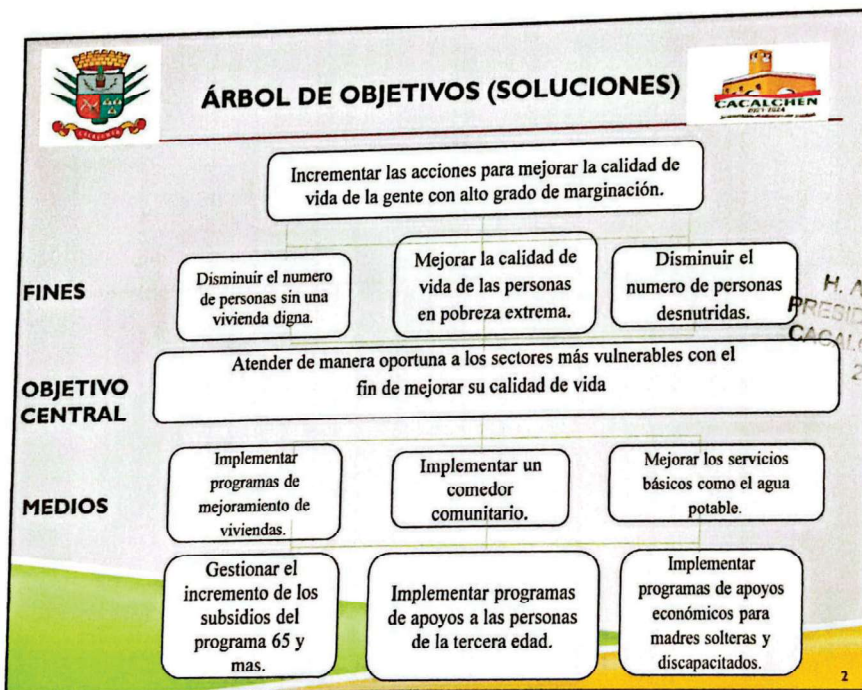 ÁRBOL DE OBJETIVOS (SOLUCIONES)
CACALCHEN
CACALCHEN
Incrementar las acciones para mejorar la calidad de
vida de la gente con alto grado de marginación.
FINES
Disminuir el numero
de personas sin una
vivienda digna.
Mejorar la calidad de
vida de las personas
en pobreza extrema.
Disminuir el
numero de personas
desnutridas.
H. A
PRESID
CACALC
2
OBJETIVO
CENTRAL
Atender de manera oportuna a los sectores más vulnerables con el
fin de mejorar su calidad de vida
MEDIOS
Implementar
programas de
mejoramiento de
viviendas.
Implementar un
comedor
comunitario.
Mejorar los servicios
básicos como el agua
potable.
Gestionar el
incremento de los
subsidios del
programa 65 y
mas.
Implementar programas
de apoyos a las personas
de la tercera edad.
Implementar
programas de apoyos
económicos para
madres solteras y
discapacitados.
2